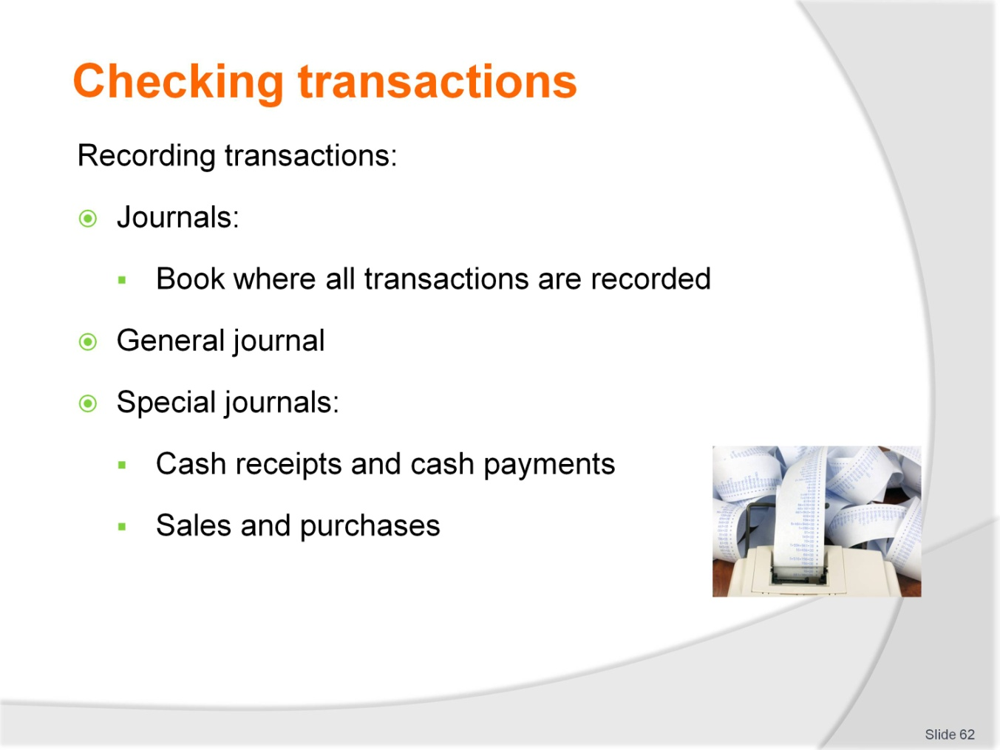 Checking transactions
Recording transactions:
Journals:
Book where all transactions are recorded
General journal
Special journals:
Cash receipts and cash payments
Sales and purchases
Slide 62